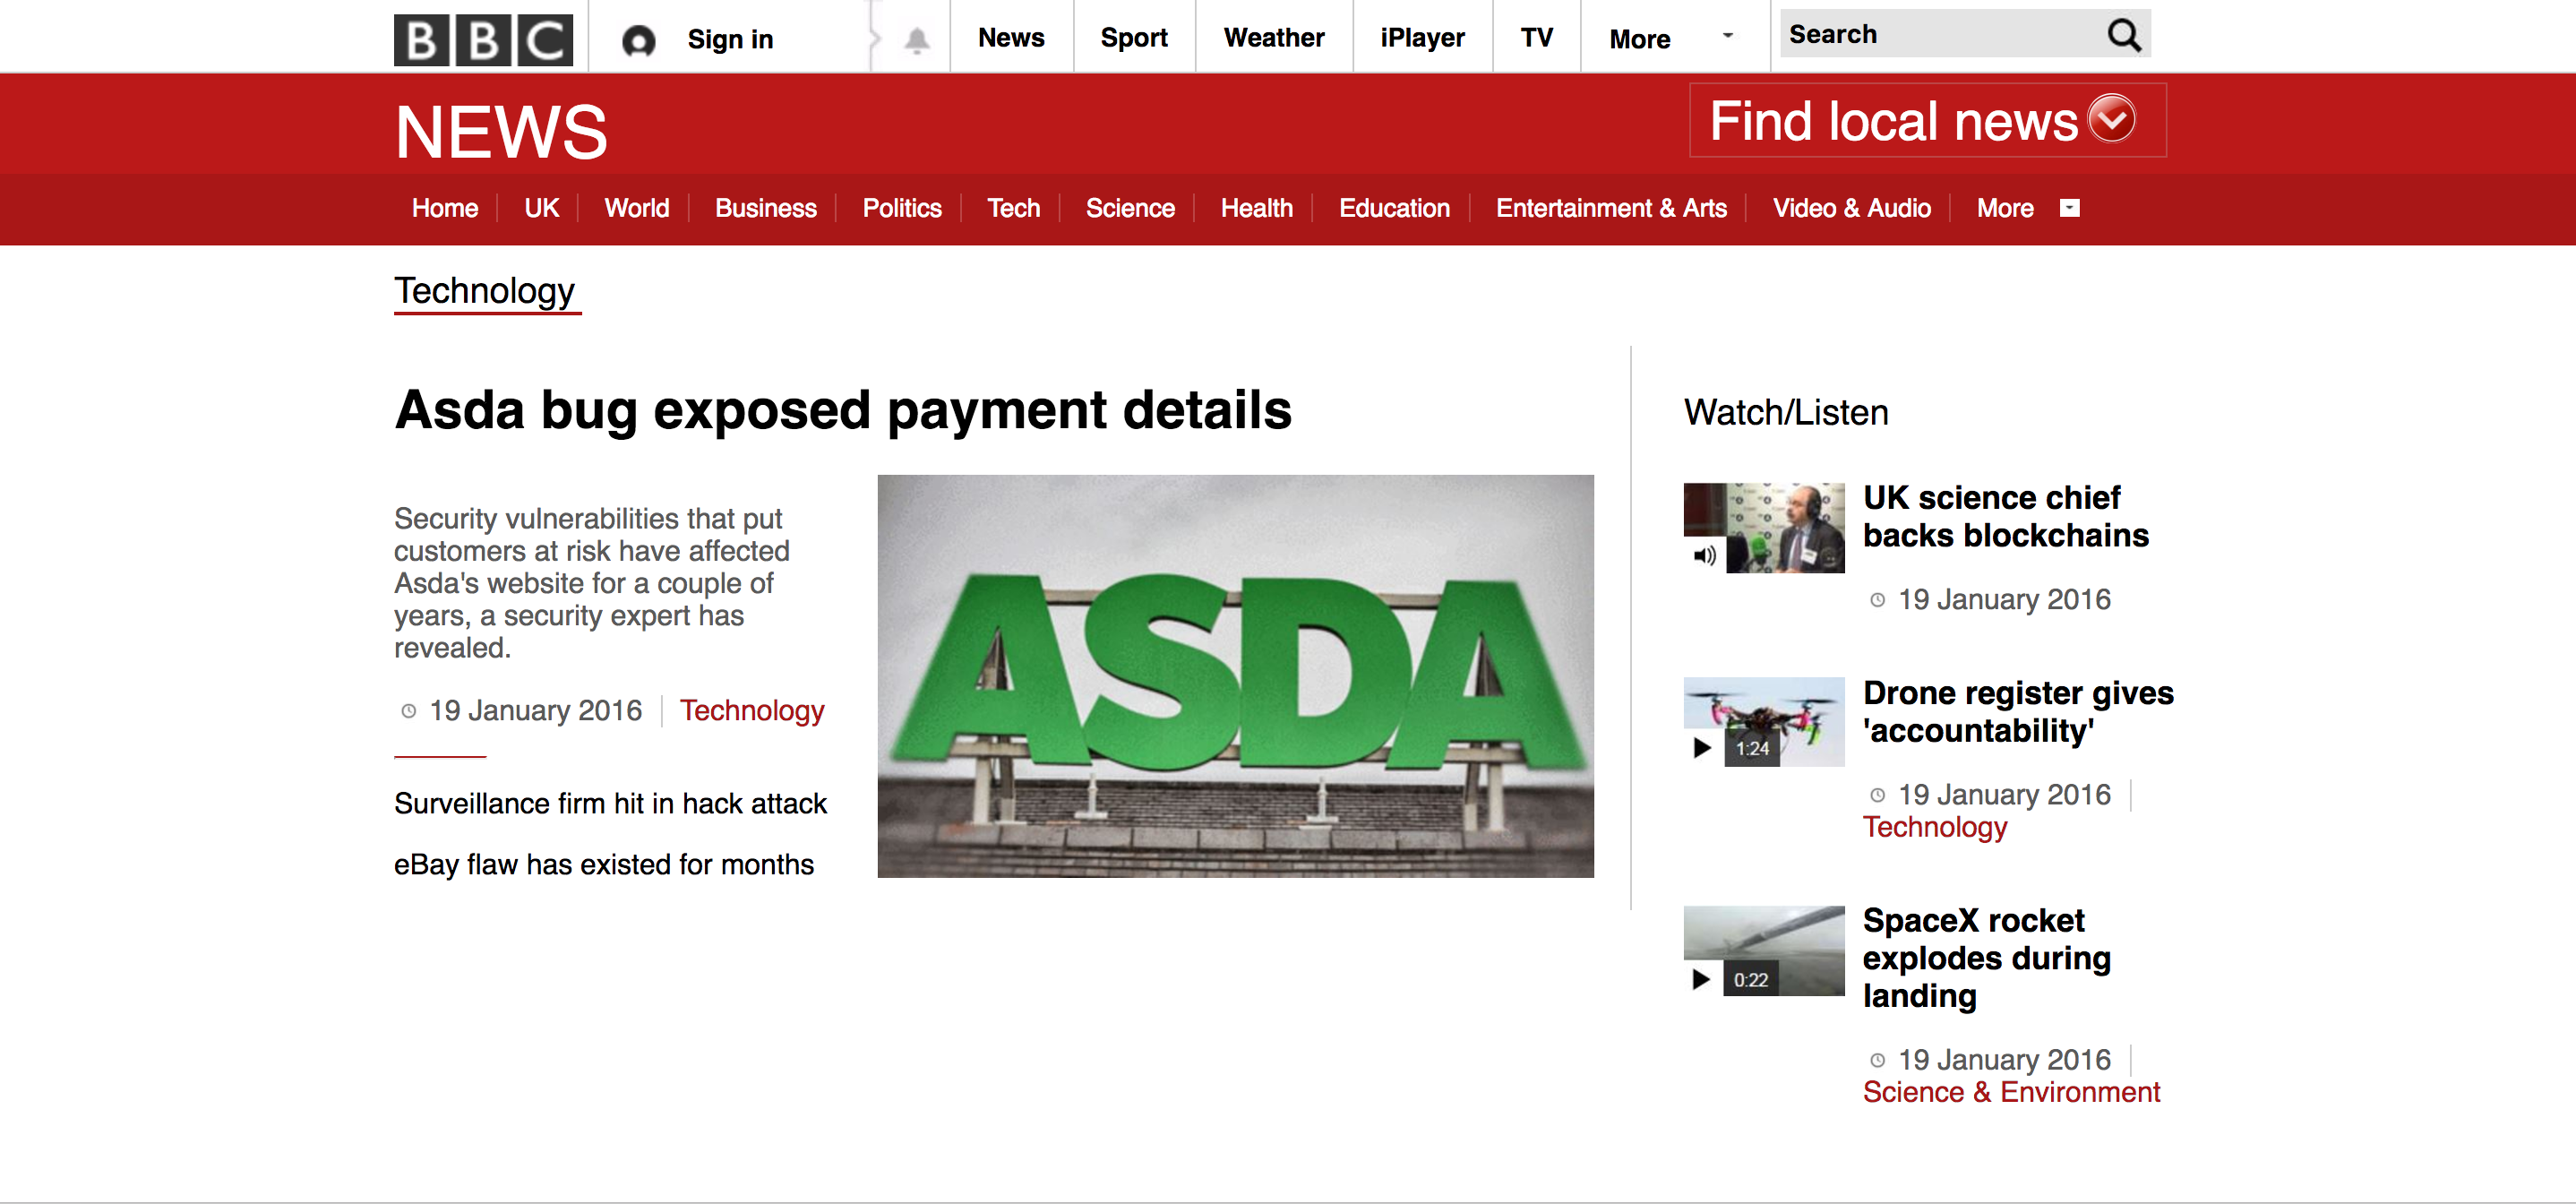 BBC
Sign in
News
Sport
Weather
iPlayer
TV
More
Search
NEWS
Find local news
Home
UK
World
Business
Politics
Tech
Science
Health
Education
Entertainment & Arts
Video & Audio
More
Technology
Asda bug exposed payment details
Security vulnerabilities that put
customers at risk have affected
Asda's website for a couple of
years, a security expert has
revealed.
19 January 2016
Technology
Surveillance firm hit in hack attack
eBay flaw has existed for months
ASDA
Watch/Listen
UK science chief
backs blockchains
19 January 2016
1:24
Drone register gives
'accountability'
19 January 2016
Technology
0:22
SpaceX rocket
explodes during
landing
19 January 2016
Science & Environment